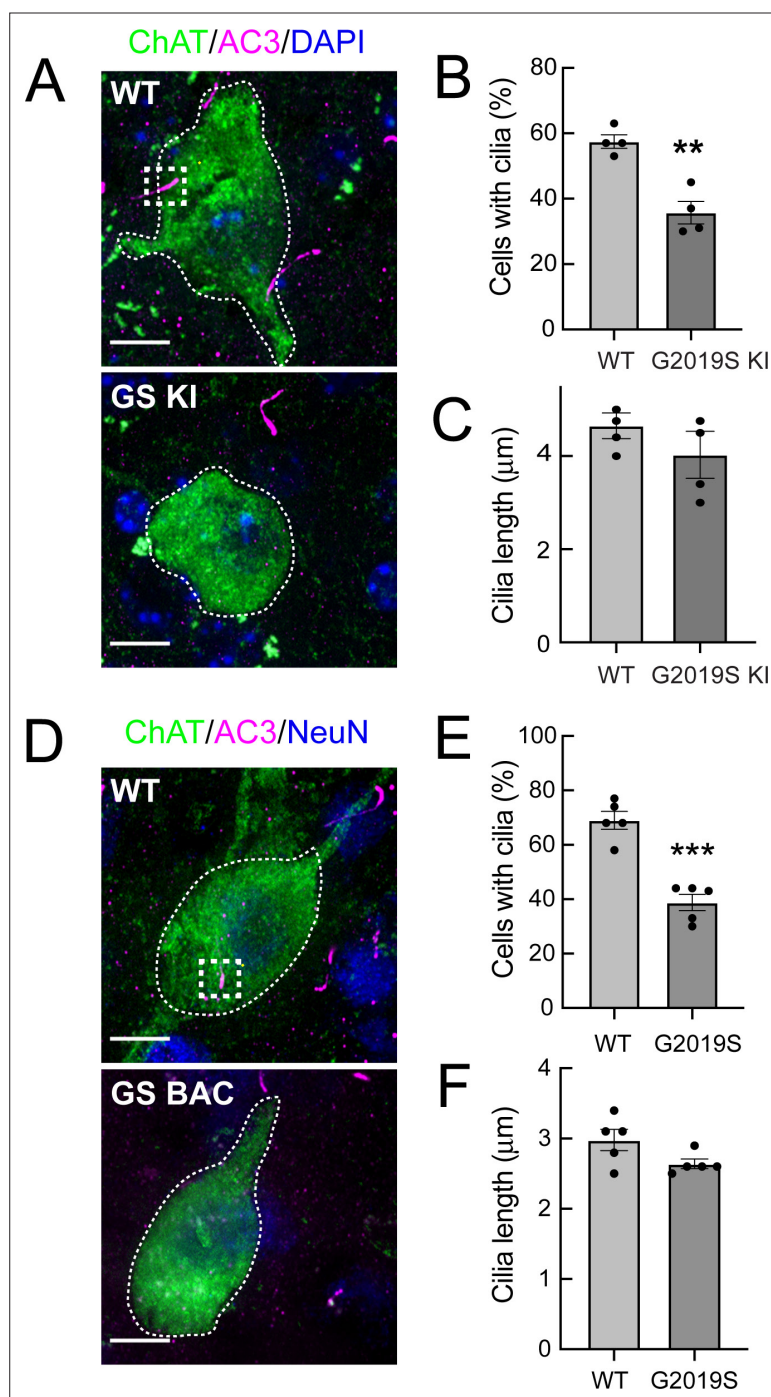 ChAT/AC3/DAPI
A
WT
GS KI
B
Cells with cilia (%)
80
60
40
20
0
**
WT G2019S KI
C
Cilia length (μm)
4
2
0
WT G2019S KI
D
ChAT/AC3/NeuN
WT
GS BAC
E
Cells with cilia (%)
100
80
60
40
20
0
***
WT G2019S
F
Cilia length (μm)
4
3
2
1
0
WT G2019S